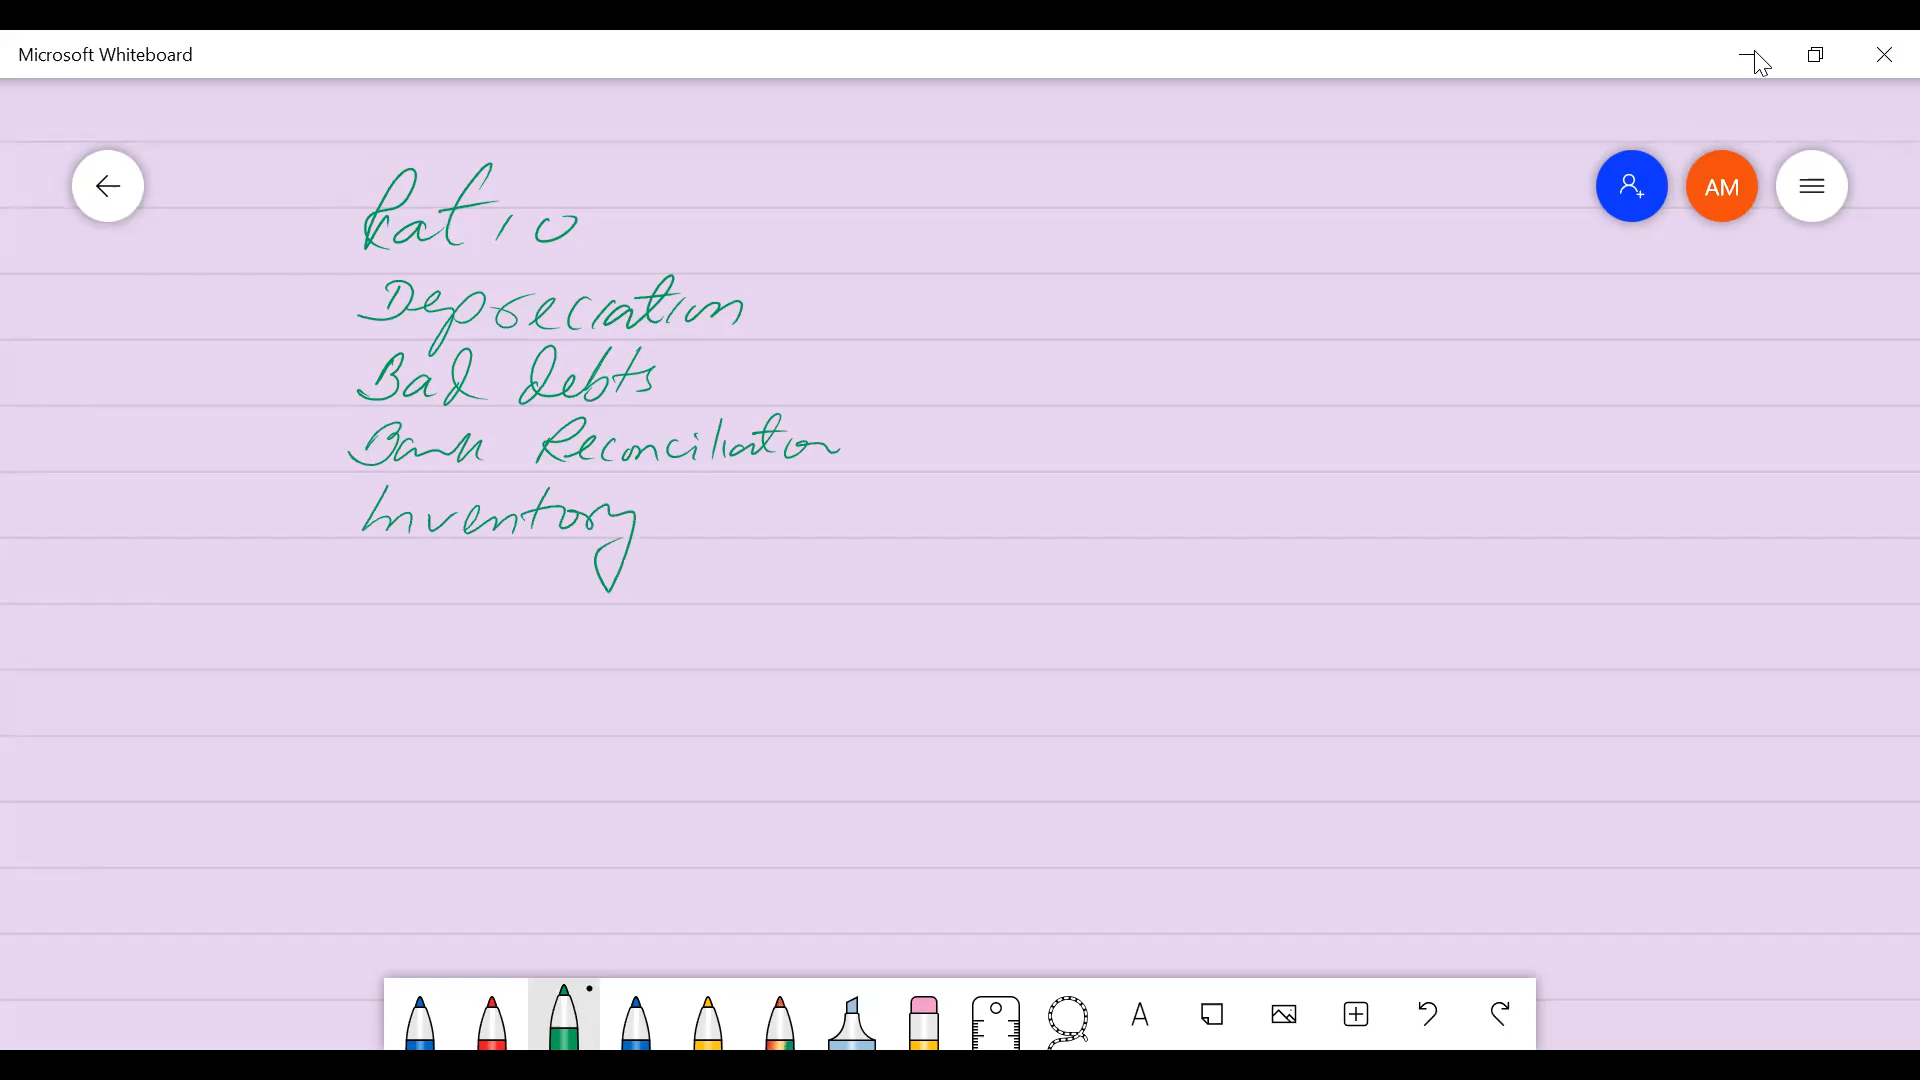 Microsoft Whiteboard
AM
Ratio
Depreciation
Bad debts
Bank Reconciliation
Inventory
A